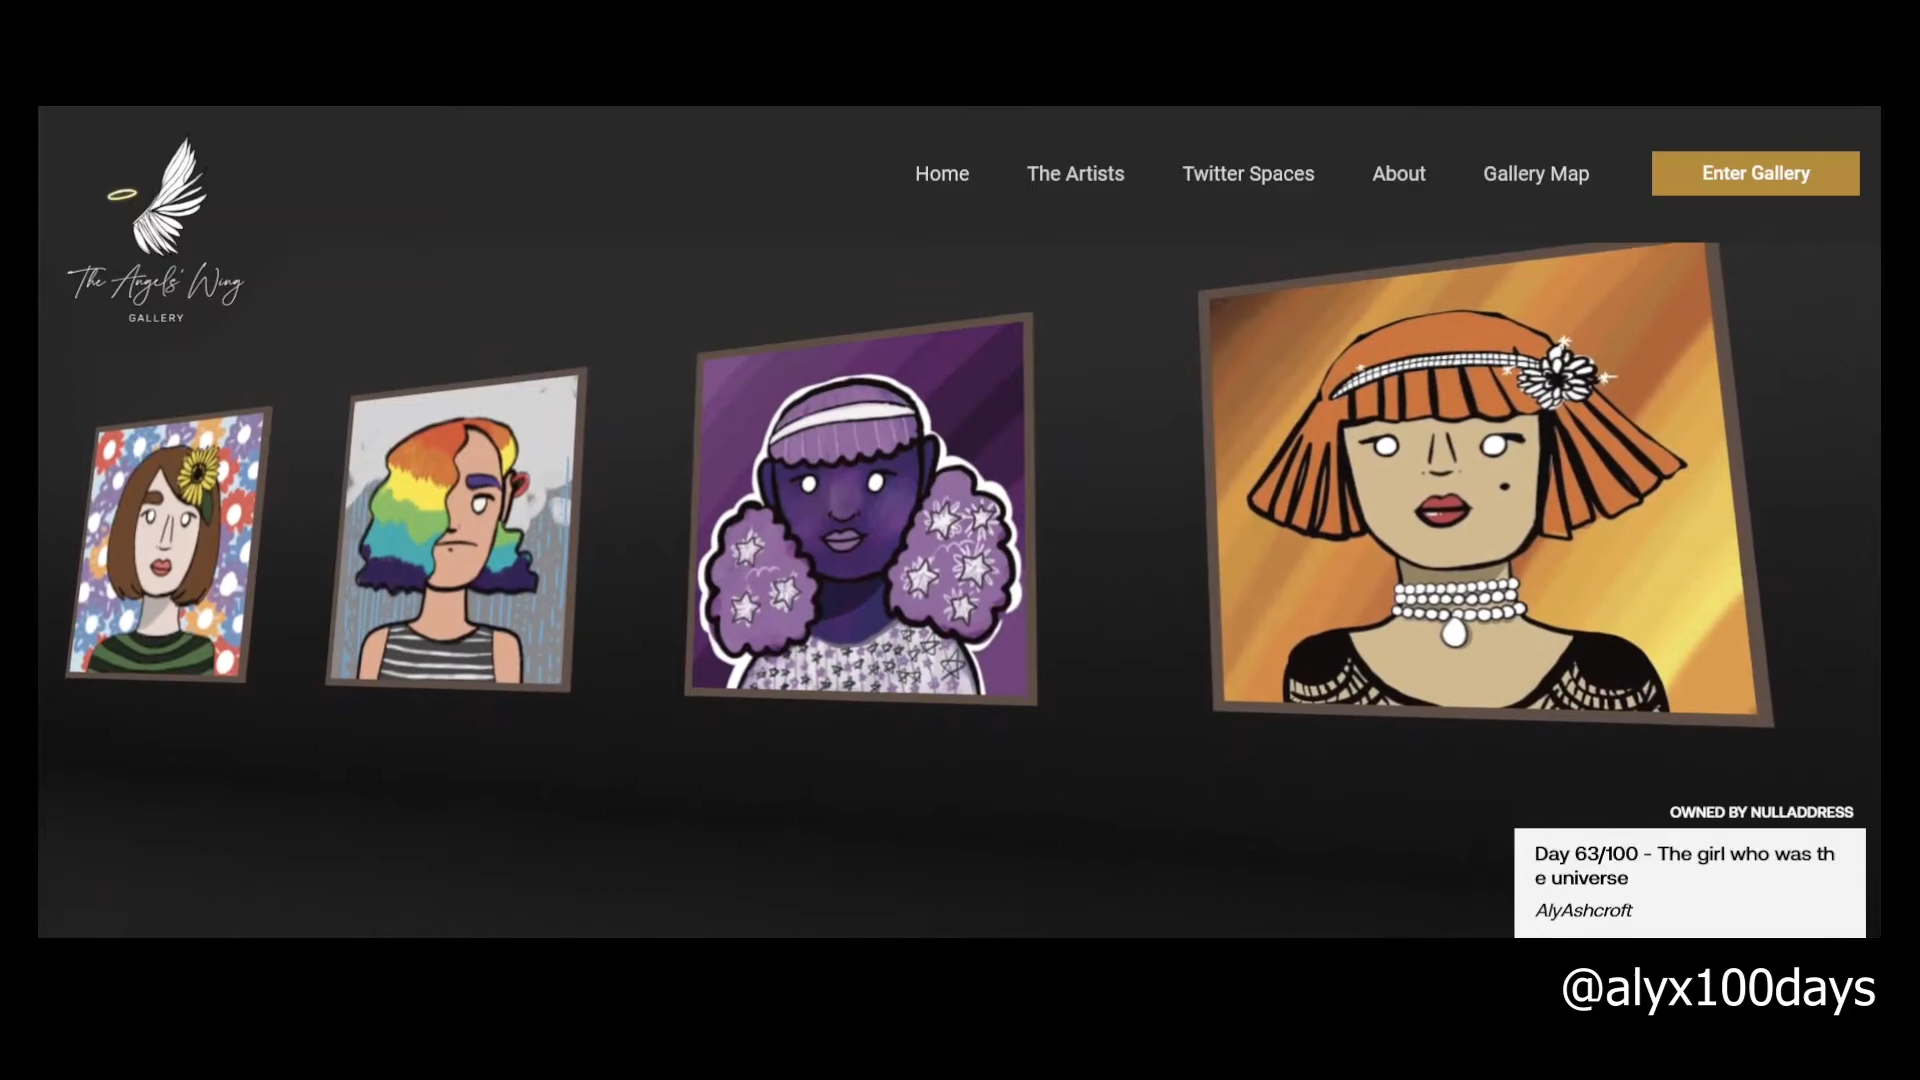 Home
The Artists
Twitter Spaces
About
Gallery Map
Enter Gallery
The Angels' Wing
GALLERY
OWNED BY NULLADDRESS
Day 63/100 - The girl who was th
e universe
AlyAshcroft
@alyx100days